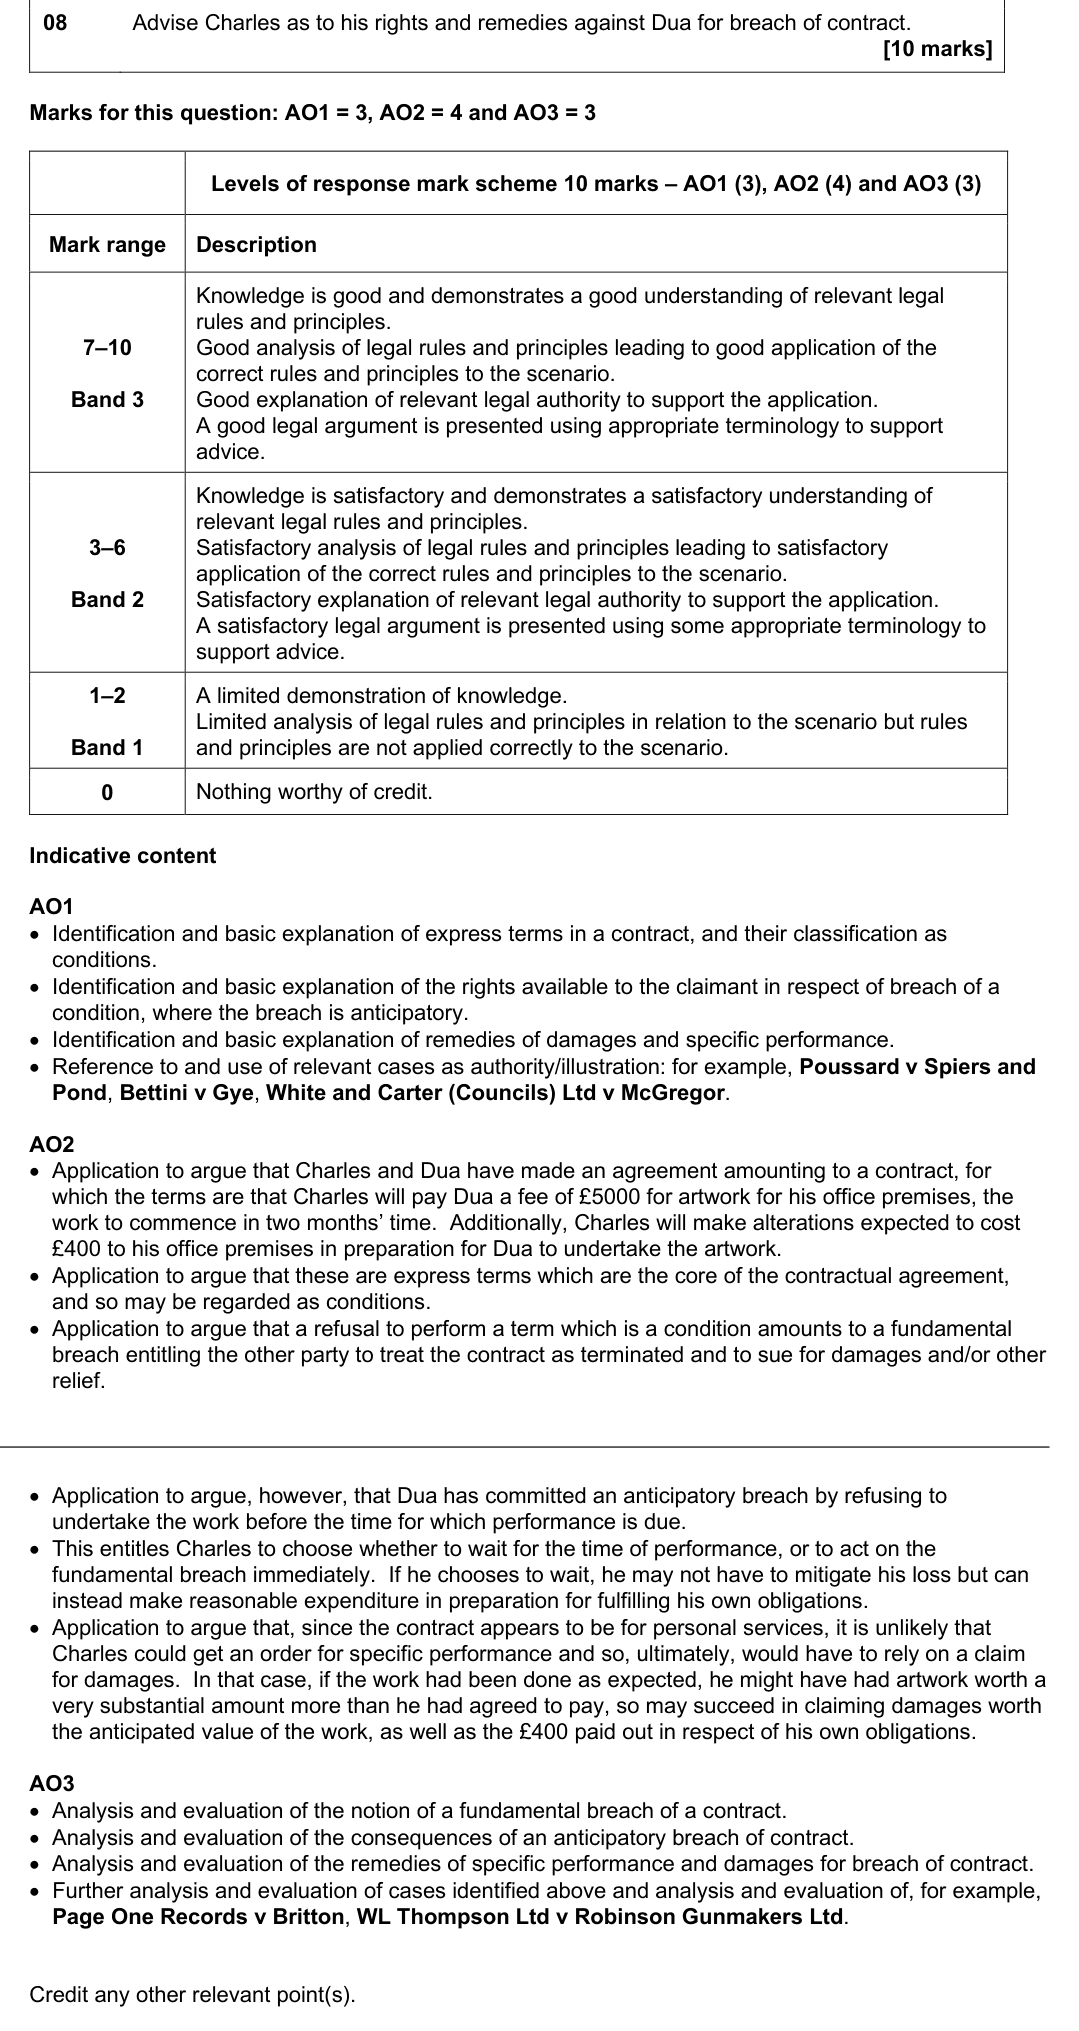 08 Advise Charles as to his rights and remedies against Dua for breach of contract.
[10 marks]
Marks for this question: AO1 = 3, AO2 = 4 and AO3 = 3
Levels of response mark scheme 10 marks – AO1 (3), AO2 (4) and AO3 (3)
Mark range Description
7–10
Band 3
Knowledge is good and demonstrates a good understanding of relevant legal
rules and principles.
Good analysis of legal rules and principles leading to good application of the
correct rules and principles to the scenario.
Good explanation of relevant legal authority to support the application.
A good legal argument is presented using appropriate terminology to support
advice.
3–6
Band 2
Knowledge is satisfactory and demonstrates a satisfactory understanding of
relevant legal rules and principles.
Satisfactory analysis of legal rules and principles leading to satisfactory
application of the correct rules and principles to the scenario.
Satisfactory explanation of relevant legal authority to support the application.
A satisfactory legal argument is presented using some appropriate terminology to
support advice.
1–2
Band 1
A limited demonstration of knowledge.
Limited analysis of legal rules and principles in relation to the scenario but rules
and principles are not applied correctly to the scenario.
0 Nothing worthy of credit.
Indicative content
AO1
• Identification and basic explanation of express terms in a contract, and their classification as
conditions.
• Identification and basic explanation of the rights available to the claimant in respect of breach of a
condition, where the breach is anticipatory.
• Identification and basic explanation of remedies of damages and specific performance.
• Reference to and use of relevant cases as authority/illustration: for example, Poussard v Spiers and
Pond, Bettini v Gye, White and Carter (Councils) Ltd v McGregor.
AO2
• Application to argue that Charles and Dua have made an agreement amounting to a contract, for
which the terms are that Charles will pay Dua a fee of £5000 for artwork for his office premises, the
work to commence in two months’ time. Additionally, Charles will make alterations expected to cost
£400 to his office premises in preparation for Dua to undertake the artwork.
• Application to argue that these are express terms which are the core of the contractual agreement,
and so may be regarded as conditions.
• Application to argue that a refusal to perform a term which is a condition amounts to a fundamental
breach entitling the other party to treat the contract as terminated and to sue for damages and/or other
relief.
• Application to argue, however, that Dua has committed an anticipatory breach by refusing to
undertake the work before the time for which performance is due.
• This entitles Charles to choose whether to wait for the time of performance, or to act on the
fundamental breach immediately. If he chooses to wait, he may not have to mitigate his loss but can
instead make reasonable expenditure in preparation for fulfilling his own obligations.
• Application to argue that, since the contract appears to be for personal services, it is unlikely that
Charles could get an order for specific performance and so, ultimately, would have to rely on a claim
for damages. In that case, if the work had been done as expected, he might have had artwork worth a
very substantial amount more than he had agreed to pay, so may succeed in claiming damages worth
the anticipated value of the work, as well as the £400 paid out in respect of his own obligations.
AO3
• Analysis and evaluation of the notion of a fundamental breach of a contract.
• Analysis and evaluation of the consequences of an anticipatory breach of contract.
• Analysis and evaluation of the remedies of specific performance and damages for breach of contract.
• Further analysis and evaluation of cases identified above and analysis and evaluation of, for example,
Page One Records v Britton, WL Thompson Ltd v Robinson Gunmakers Ltd.
Credit any other relevant point(s).